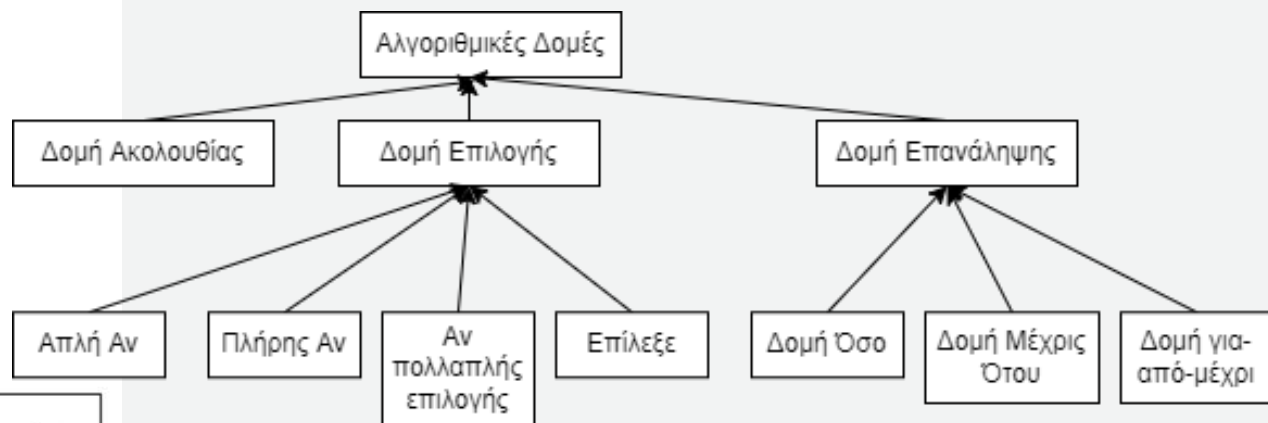 Αλγοριθμικές Δομές
Δομή Ακολουθίας
Δομή Επιλογής
Δομή Επανάληψης
Απλή Αν
Πλήρης Αν
Αν
πολλαπλής
επιλογής
Επίλεξε
Δομή Όσο
Δομή Μέχρις
Ότου
Δομή για-
από-μέχρι